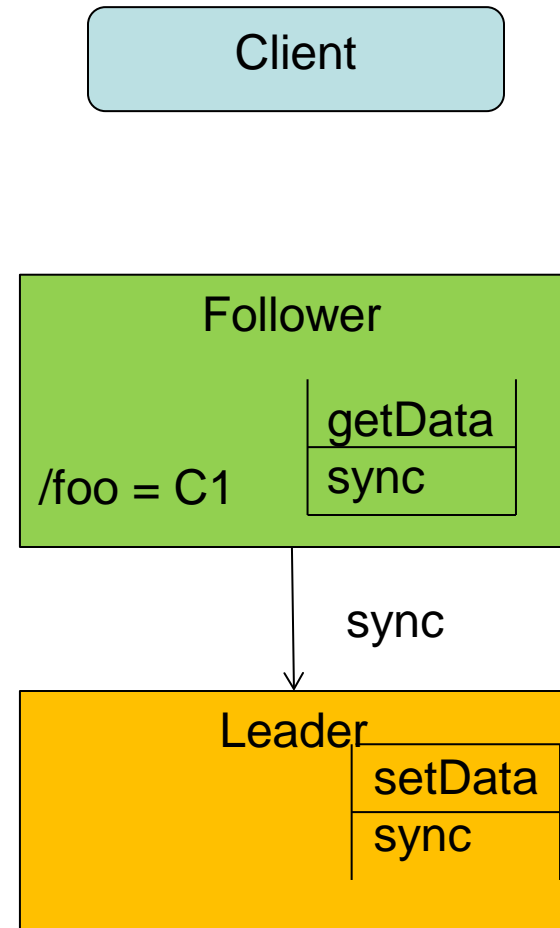 Client
Follower
getData
/foo = C1
sync
sync
Leader
setData
sync